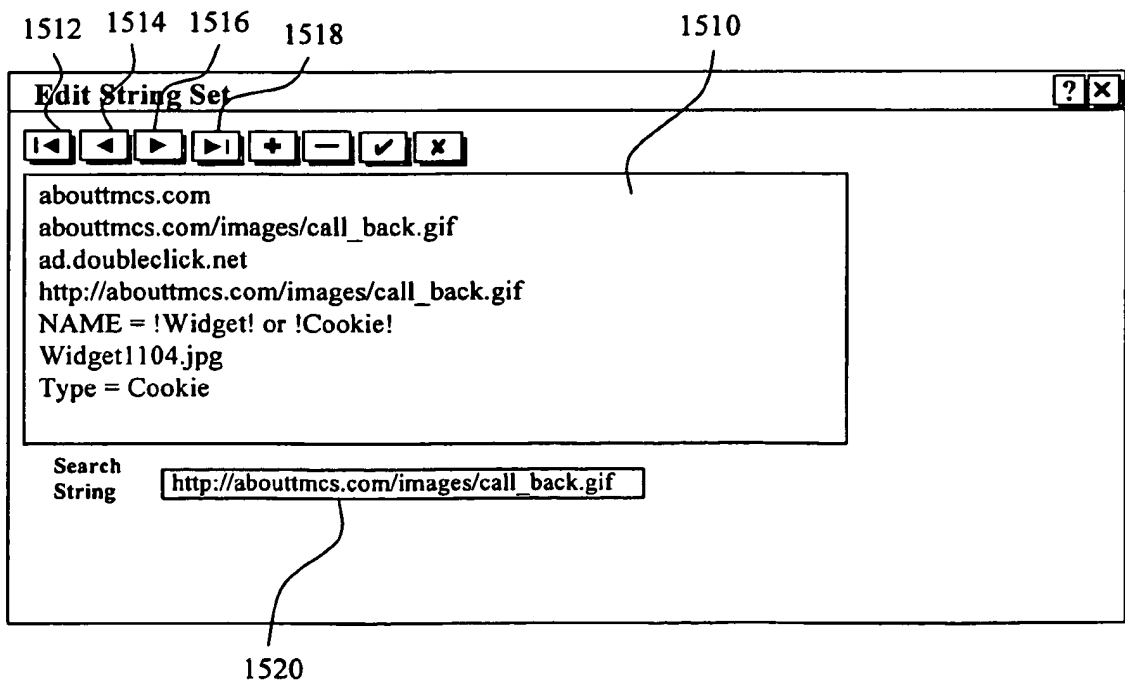 1512 1514 1516 1518 1510
Edit String Set ? ×
abouttmcs.com
abouttmcs.com/images/call_back.gif
ad.doubleclick.net
http://abouttmcs.com/images/call_back.gif
NAME = !Widget! or !Cookie!
Widget1104.jpg
Type = Cookie
Search
String
http://abouttmcs.com/images/call_back.gif
1520